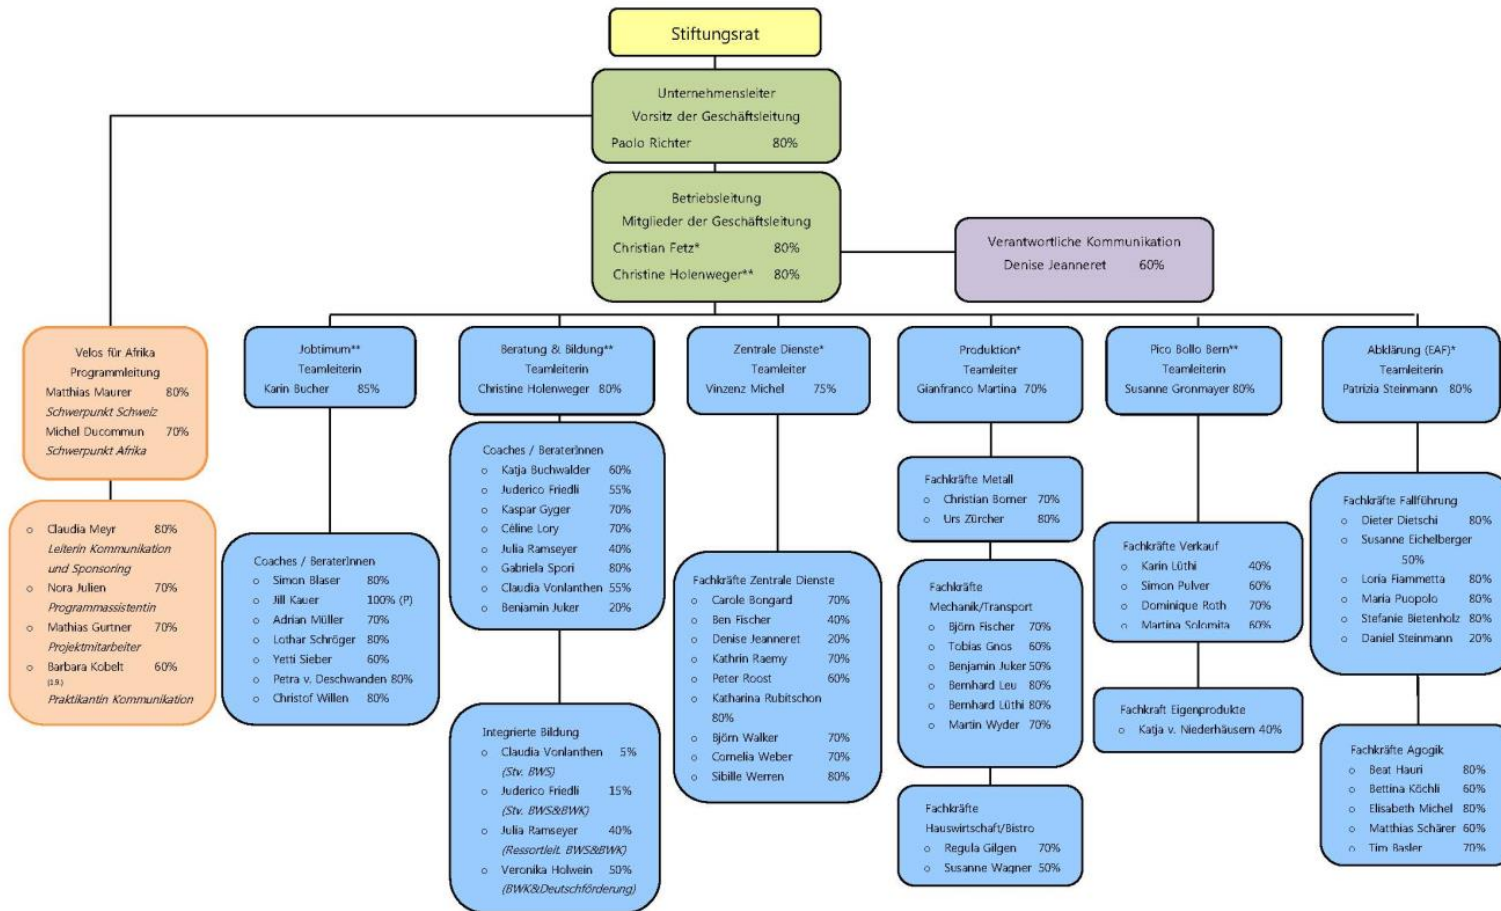 Stiftungsrat
Unternehmensleiter
Vorsitz der Geschäftsleitung
Paolo Richter 80%
Betriebsleitung
Mitglieder der Geschäftsleitung
Christian Fetz* 80%
Christine Holenweger** 80%
Verantwortliche Kommunikation
Denise Jeanneret 60%
Velos für Afrika
Programmleitung
Matthias Maurer 80%
Schwerpunkt Schweiz
Michel Ducommun 70%
Schwerpunkt Afrika
o Claudia Meyr 80%
Leiterin Kommunikation
und Sponsoring
o Nora Julien 70%
Programmassistentin
o Mathias Gurtner 70%
Projektmitarbeiter
o Barbara Kobelt 60%
(1.9.)
Praktikantin Kommunikation
Jobtimum**
Teamleiterin
Karin Bucher 85%
Coaches / BeraterInnen
o Simon Blaser 80%
o Jill Kauer 100% (P)
o Adrian Müller 70%
o Lothar Schröger 80%
o Yetti Sieber 60%
o Petra v. Deschwanden 80%
o Christof Willen 80%
Beratung & Bildung**
Teamleiterin
Christine Holenweger 80%
Coaches / BeraterInnen
o Katja Buchwalder 60%
o Juderico Friedli 55%
o Kaspar Gyger 70%
o Céline Lory 70%
o Julia Ramseyer 40%
o Gabriela Spori 80%
o Claudia Vonlanthen 55%
o Benjamin Juker 20%
Integrierte Bildung
o Claudia Vonlanthen 5%
(Stv. BWS)
o Juderico Friedli 15%
(Stv. BWS&BWK)
o Julia Ramseyer 40%
(Ressortleit. BWS&BWK)
o Veronika Holwein 50%
(BWK&Deutschförderung)
Zentrale Dienste*
Teamleiter
Vinzenz Michel 75%
Fachkräfte Zentrale Dienste
o Carole Bongard 70%
o Ben Fischer 40%
o Denise Jeanneret 20%
o Kathrin Raemy 70%
o Peter Roost 60%
o Katharina Rubitschon
80%
o Björn Walker 70%
o Cornelia Weber 70%
o Sibille Werren 80%
Produktion*
Teamleiter
Gianfranco Martina 70%
Fachkräfte Metall
o Christian Borner 70%
o Urs Zürcher 80%
Fachkräfte
Mechanik/Transport
o Björn Fischer 70%
o Tobias Gnos 60%
o Benjamin Juker 50%
o Bernhard Leu 80%
o Bernhard Lüthi 80%
o Martin Wyder 70%
Fachkräfte
Hauswirtschaft/Bistro
o Regula Gilgen 70%
o Susanne Wagner 50%
Pico Bollo Bern**
Teamleiterin
Susanne Gronmayer 80%
Fachkräfte Verkauf
o Karin Lüthi 40%
o Simon Pulver 60%
o Dominique Roth 70%
o Martina Solomita 60%
Fachkraft Eigenprodukte
o Katja v. Niederhäusern 40%
Abklärung (EAF)*
Teamleiterin
Patrizia Steinmann 80%
Fachkräfte Fallführung
o Dieter Dietschi 80%
o Susanne Eichelberger
50%
o Loria Fiammetta 80%
o Maria Puopolo 80%
o Stefanie Bietenholz 80%
o Daniel Steinmann 20%
Fachkräfte Agogik
o Beat Hauri 80%
o Bettina Köchli 60%
o Elisabeth Michel 80%
o Matthias Schärer 60%
o Tim Basler 70%